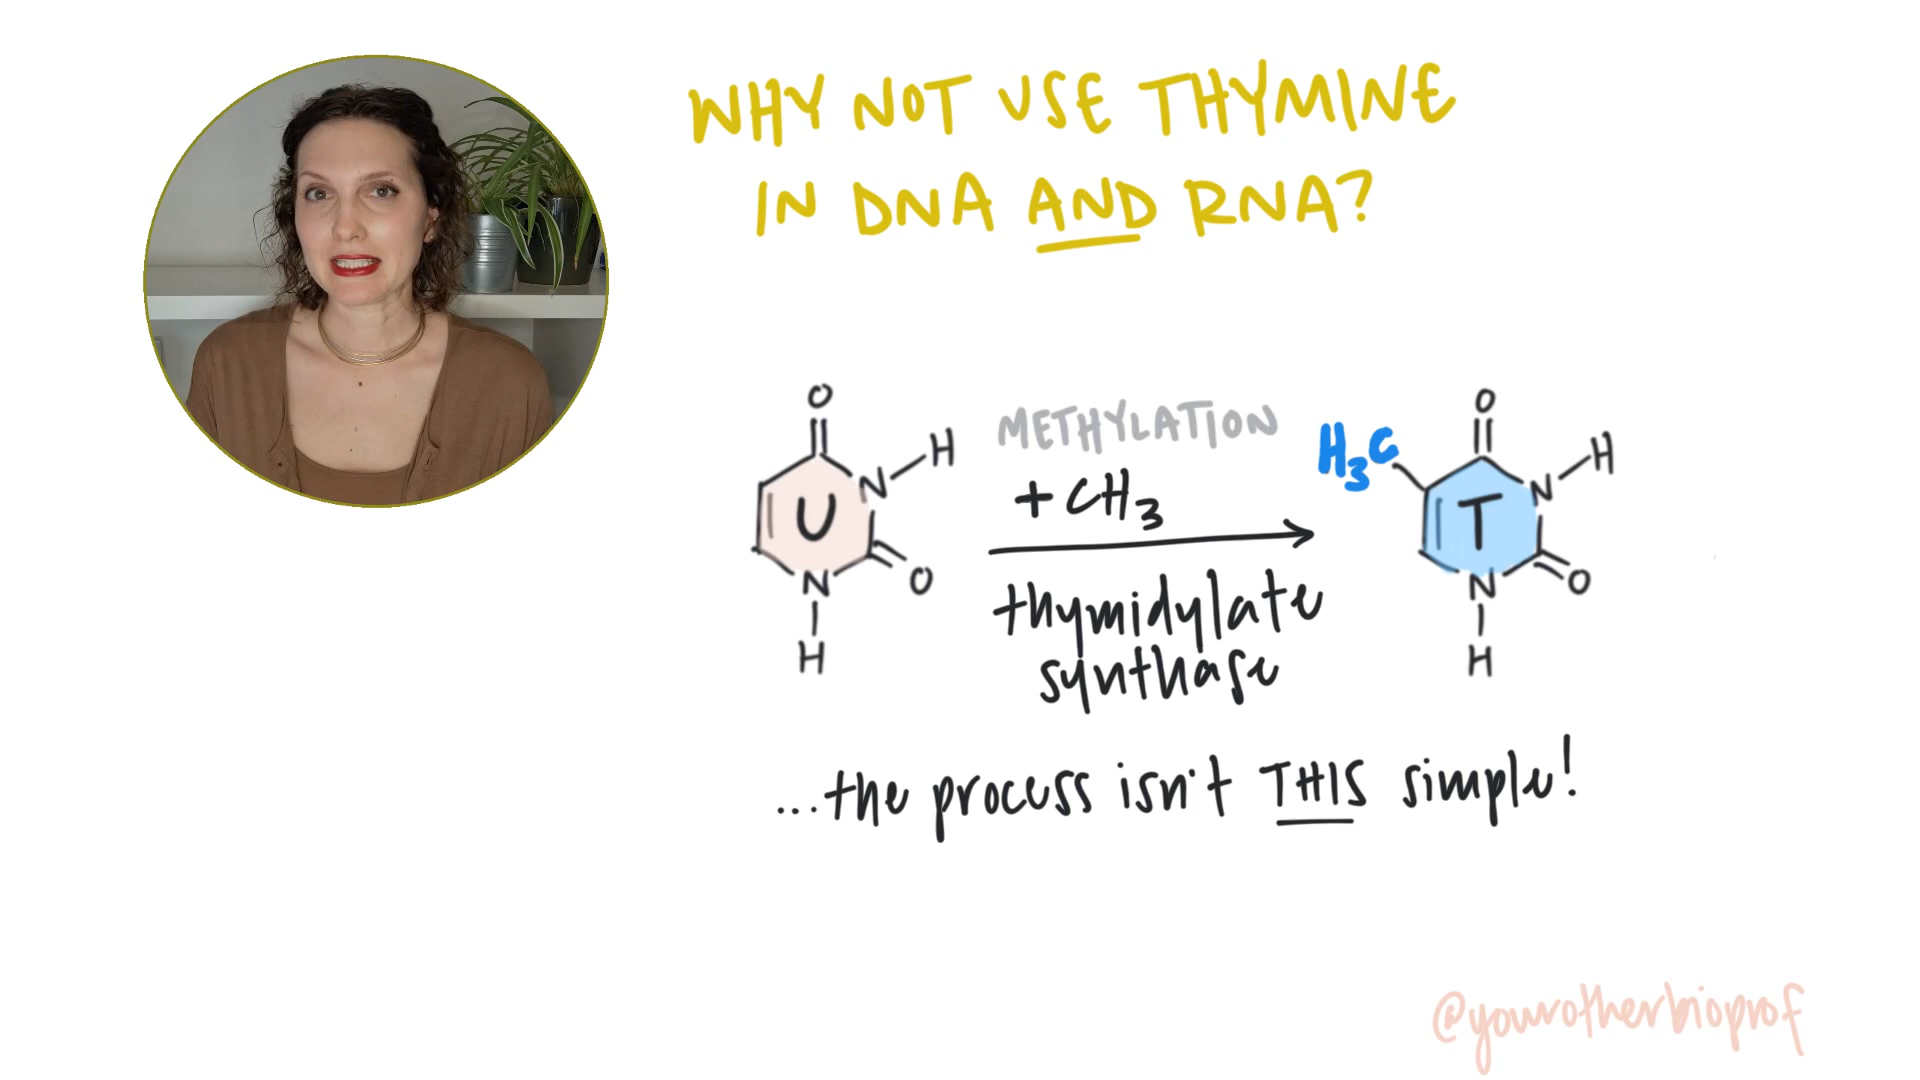 WHY NOT USE THYMINE
IN DNA AND RNA?
O
H
N
U
O
N
H
METHYLATION
+ CH3
thymidylate
synthase
O
H3C
H
N
T
O
N
H
...the process isn't THIS simple!
@yourotherbioprof